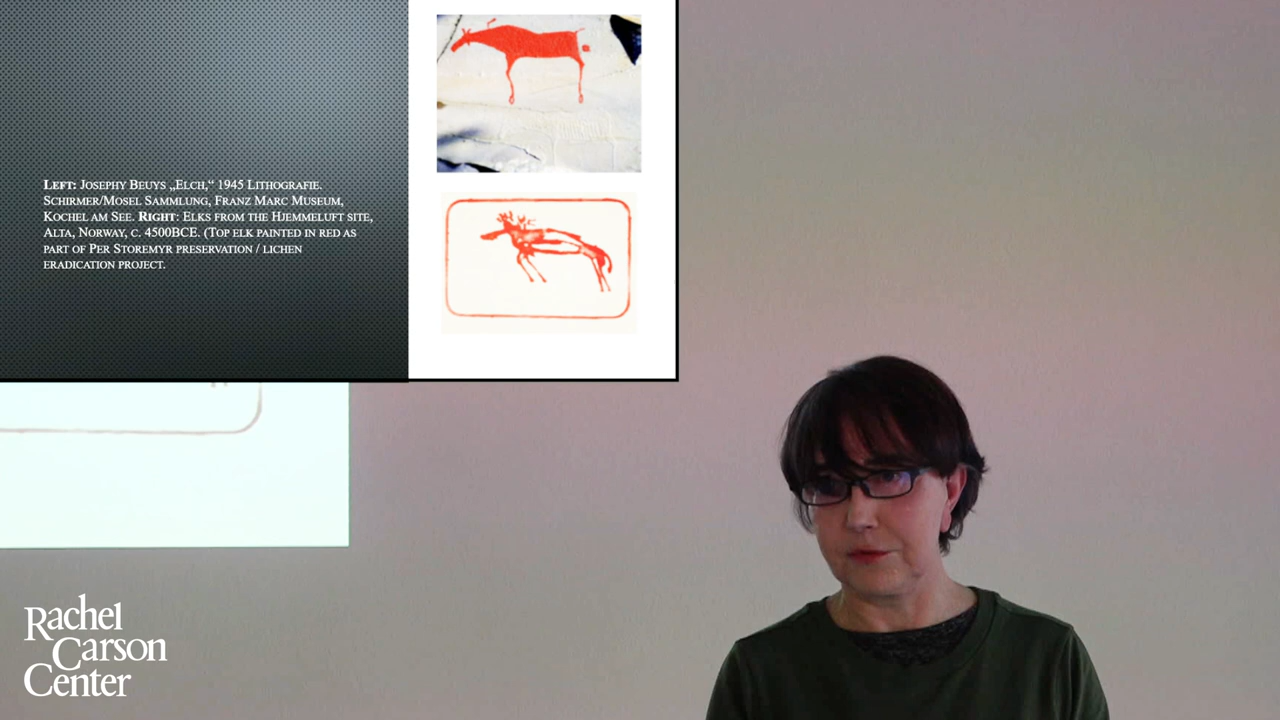 Left: Josephy Beuys „Elch,“ 1945 Lithografie.
Schirmer/Mosel Sammlung, Franz Marc Museum,
Kochel am See. Right: Elks from the Hjemmeluft site,
Alta, Norway, c. 4500BCE. (Top elk painted in red as
part of Per Storemyr preservation / lichen
eradication project.
Rachel
Carson
Center